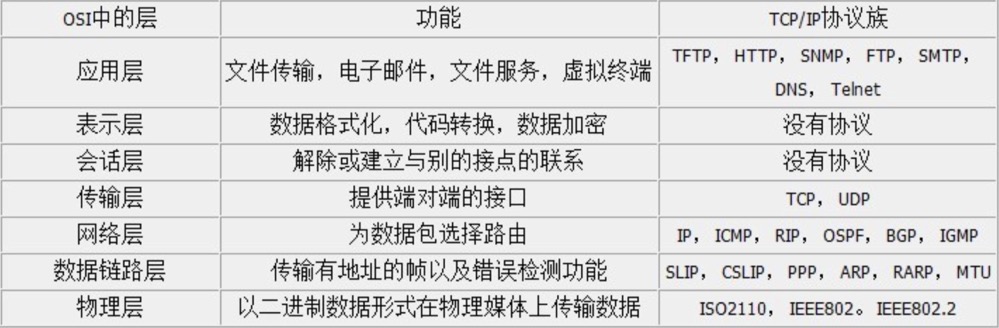 OSI中的层 功能 TCP/IP协议族
应用层 文件传输，电子邮件，文件服务，虚拟终端 TFTP，HTTP，SNMP，FTP，SMTP，
DNS，Telnet
表示层 数据格式化，代码转换，数据加密 没有协议
会话层 解除或建立与别的接点的联系 没有协议
传输层 提供端对端的接口 TCP，UDP
网络层 为数据包选择路由 IP，ICMP，RIP，OSPF，BGP，IGMP
数据链路层 传输有地址的帧以及错误检测功能 SLIP，CSLIP，PPP，ARP，RARP，MTU
物理层 以二进制数据形式在物理媒体上传输数据 ISO2110，IEEE802。IEEE802.2